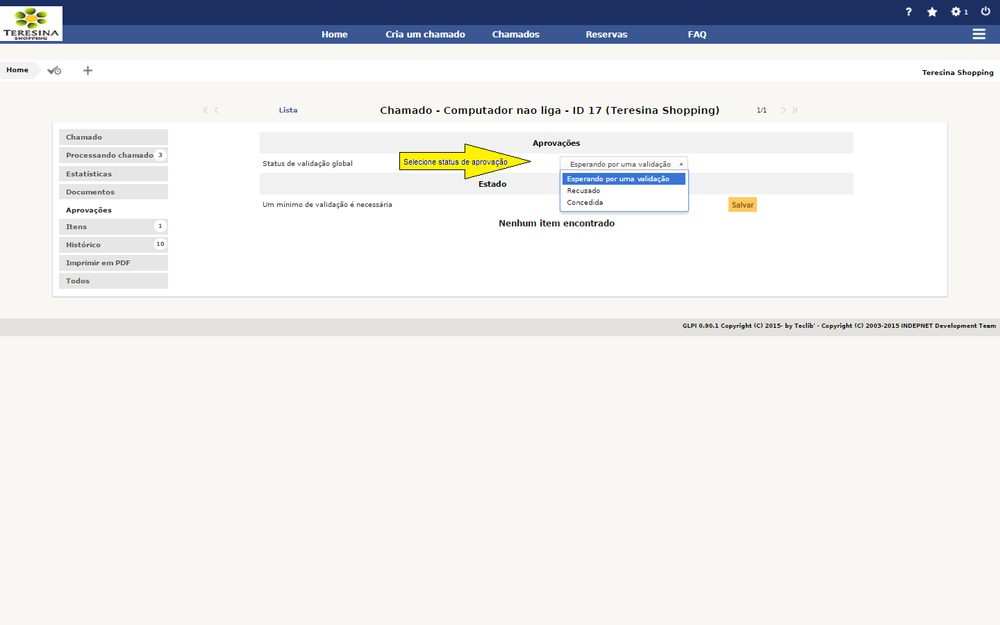 TERESINA
SHOPPING
? 1
Home Cria um chamado Chamados Reservas FAQ
Home
Teresina Shopping
Lista Chamado - Computador nao liga - ID 17 (Teresina Shopping) 1/1
Chamado
Processando chamado 3
Estatísticas
Documentos
Aprovações
Itens 1
Histórico 10
Imprimir em PDF
Todos
Aprovações
Status de validação global
Selecione status de aprovação
Esperando por uma validação
Esperando por uma validação
Recusado
Concedida
Estado
Um mínimo de validação é necessária
Salvar
Nenhum item encontrado
GLPI 0.90.1 Copyright (C) 2015- by Teclib' - Copyright (C) 2003-2015 INDEPNET Development Team